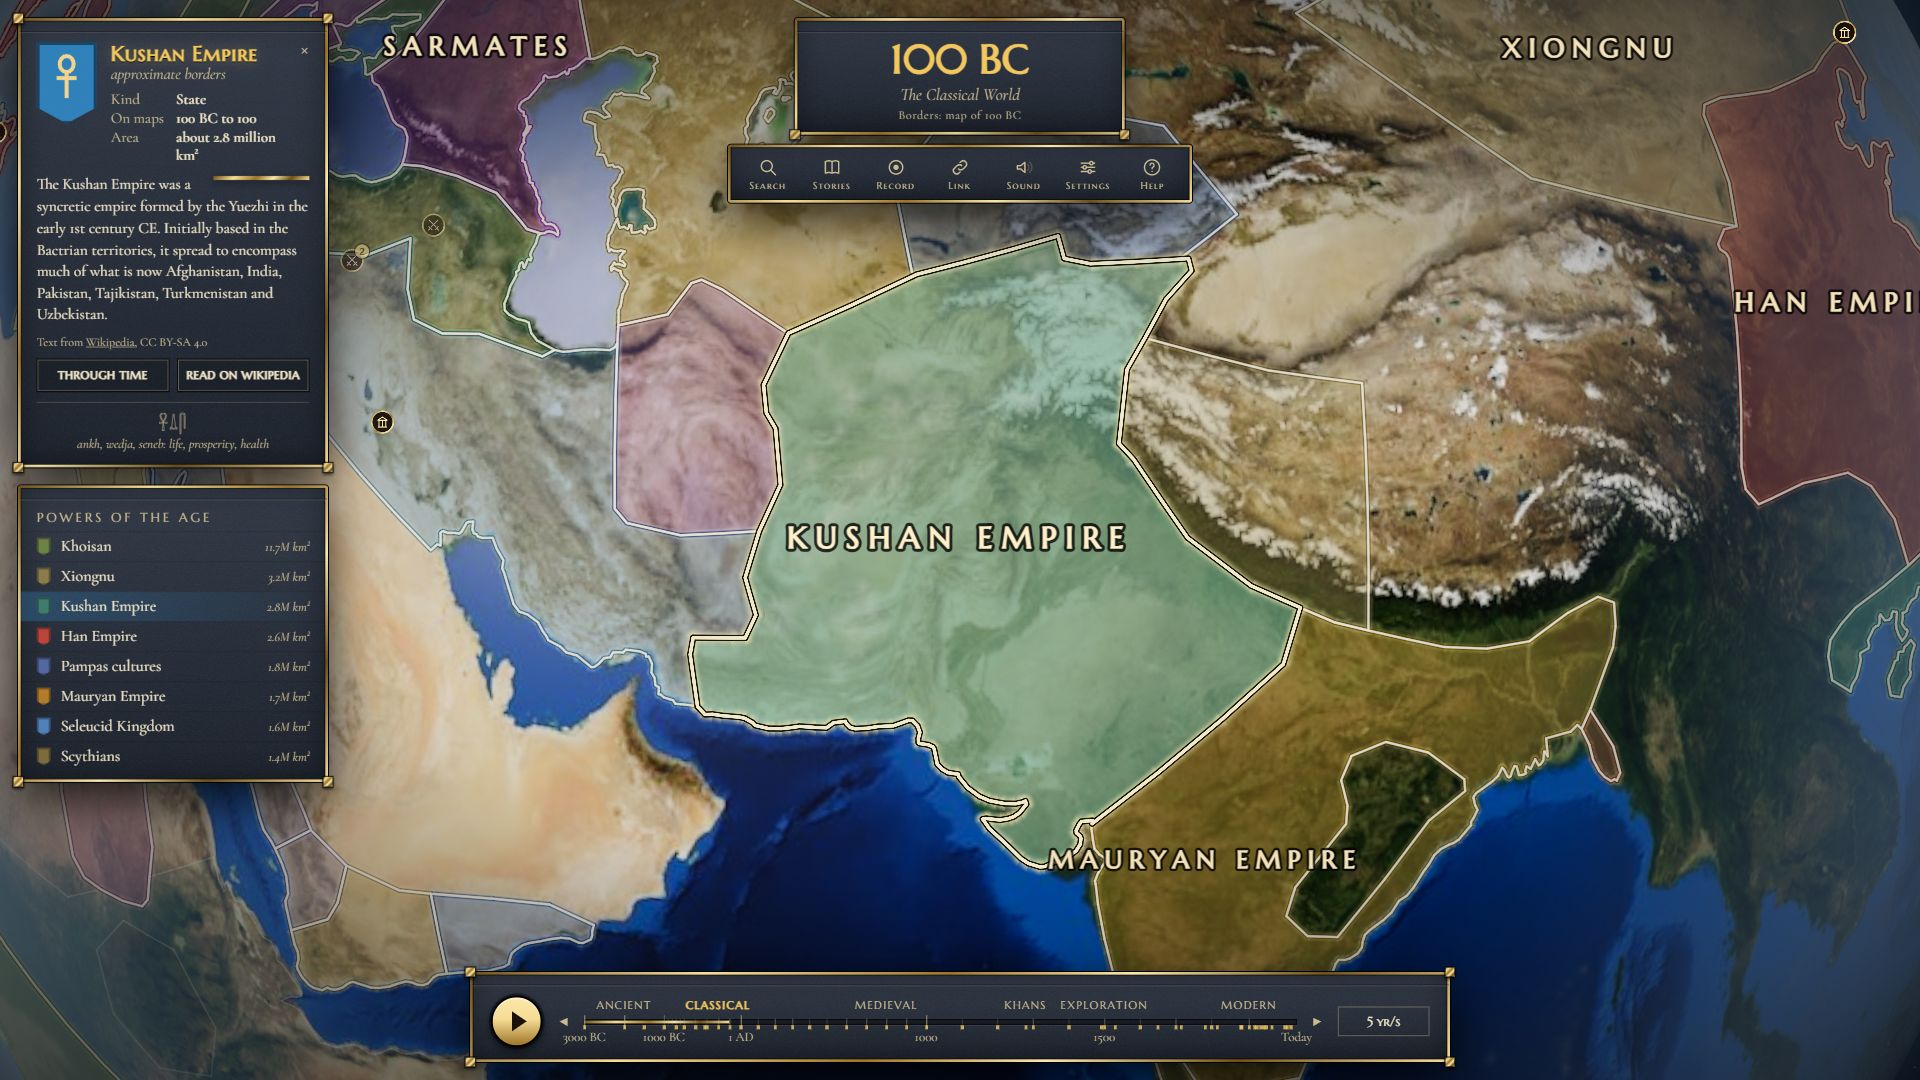 SARMATES
XIONGNU
HAN EMPI
KUSHAN EMPIRE
MAURYAN EMPIRE
Kushan Empire
×
approximate borders
Kind State
On maps 100 BC to 100
Area about 2.8 million
km²
The Kushan Empire was a
syncretic empire formed by the Yuezhi in the
early 1st century CE. Initially based in the
Bactrian territories, it spread to encompass
much of what is now Afghanistan, India,
Pakistan, Tajikistan, Turkmenistan and
Uzbekistan.
Text from Wikipedia, CC BY-SA 4.0
THROUGH TIME
READ ON WIKIPEDIA
𓋹𓍑𓋴
ankh, wedja, seneb: life, prosperity, health
POWERS OF THE AGE
Khoisan 11.7M km²
Xiongnu 3.2M km²
Kushan Empire 2.8M km²
Han Empire 2.6M km²
Pampas cultures 1.8M km²
Mauryan Empire 1.7M km²
Seleucid Kingdom 1.6M km²
Scythians 1.4M km²
100 BC
The Classical World
Borders: map of 100 BC
Search Stories Record Link Sound Settings Help
2
ANCIENT CLASSICAL MEDIEVAL KHANS EXPLORATION MODERN
3000 BC 1000 BC 1 AD 1000 1500 Today
5 yr/s